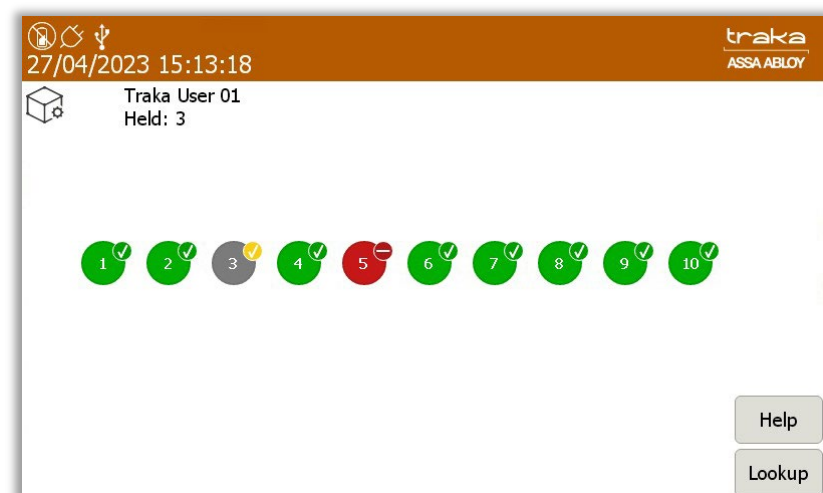 27/04/2023 15:13:18
traka
ASSA ABLOY
Traka User 01
Held: 3
1 2 3 4 5 6 7 8 9 10
Help
Lookup